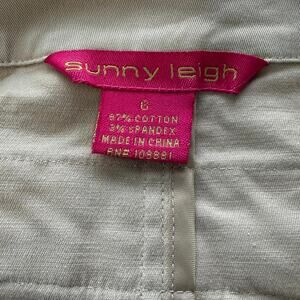 sunny leigh
6
97% COTTON
3% SPANDEX
MADE IN CHINA
RN# 109881